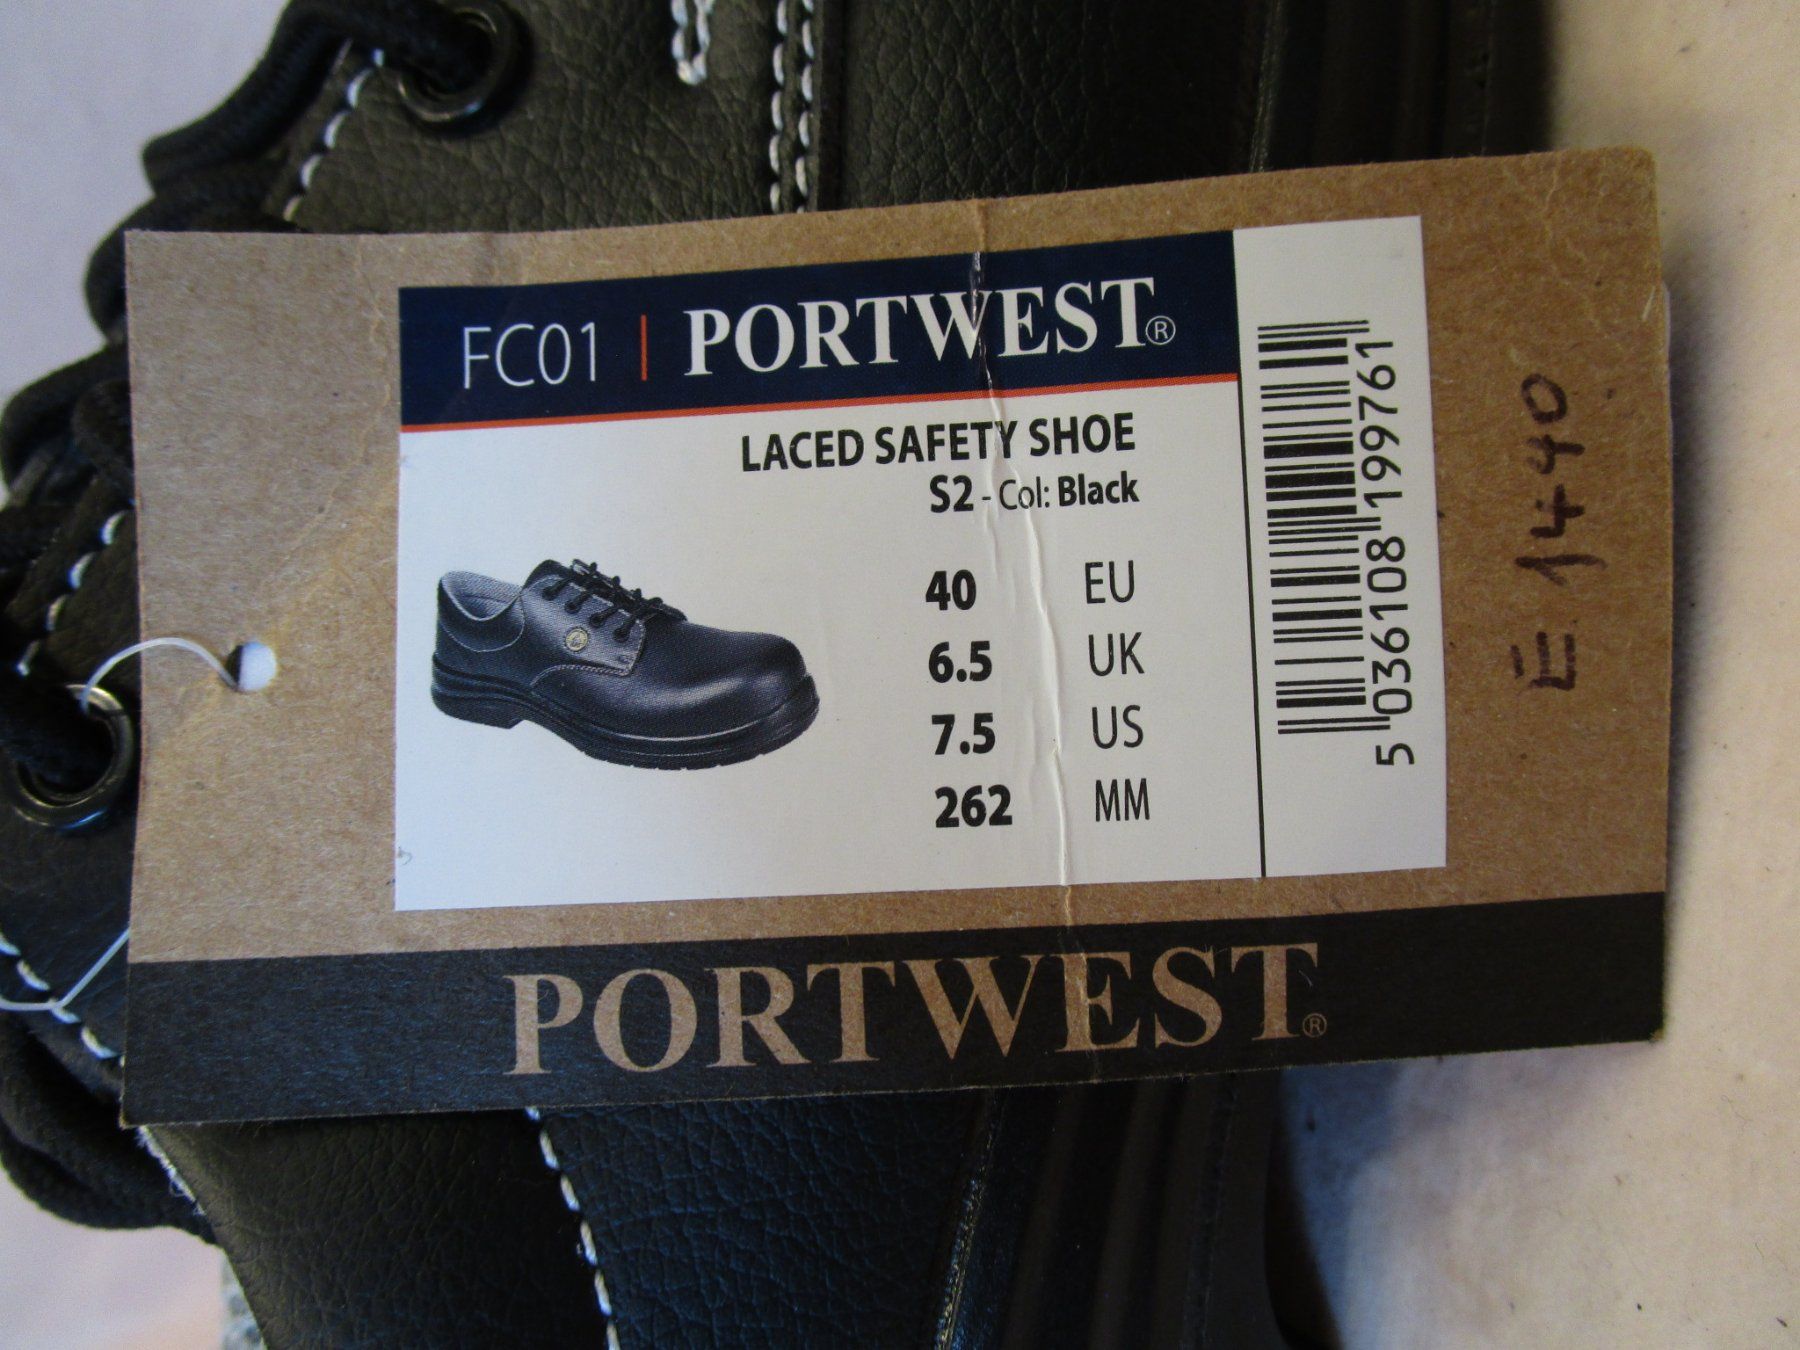 FC01 | PORTWEST®
LACED SAFETY SHOE
S2 - Col: Black
40 EU
6.5 UK
7.5 US
262 MM
5 036108 199761
E 1440
PORTWEST®